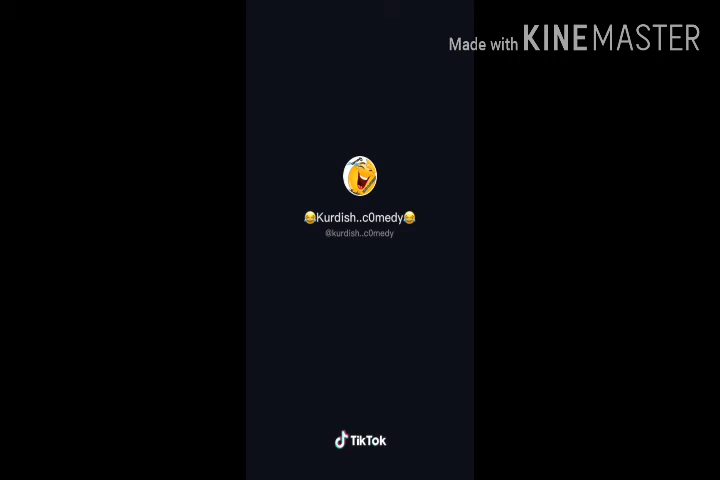 Made with KINEMASTER
😂Kurdish..c0medy😂
@kurdish..c0medy
TikTok